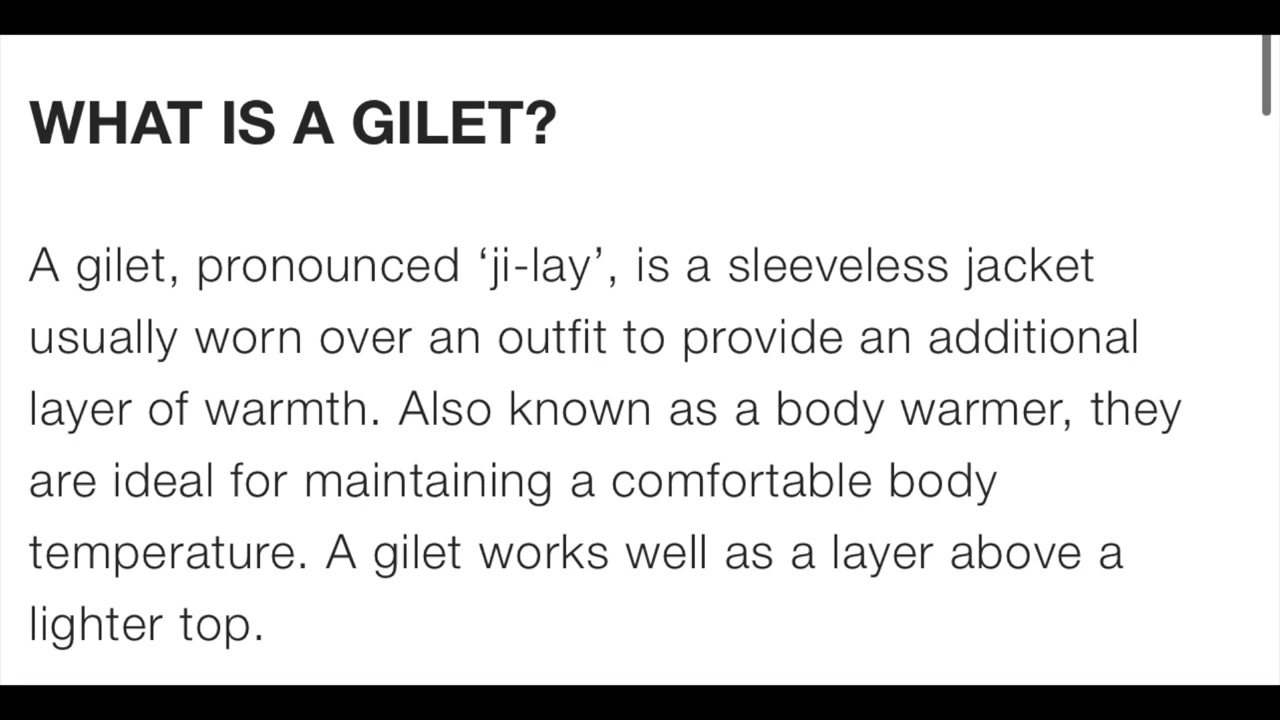 WHAT IS A GILET?
A gilet, pronounced ‘ji-lay’, is a sleeveless jacket
usually worn over an outfit to provide an additional
layer of warmth. Also known as a body warmer, they
are ideal for maintaining a comfortable body
temperature. A gilet works well as a layer above a
lighter top.